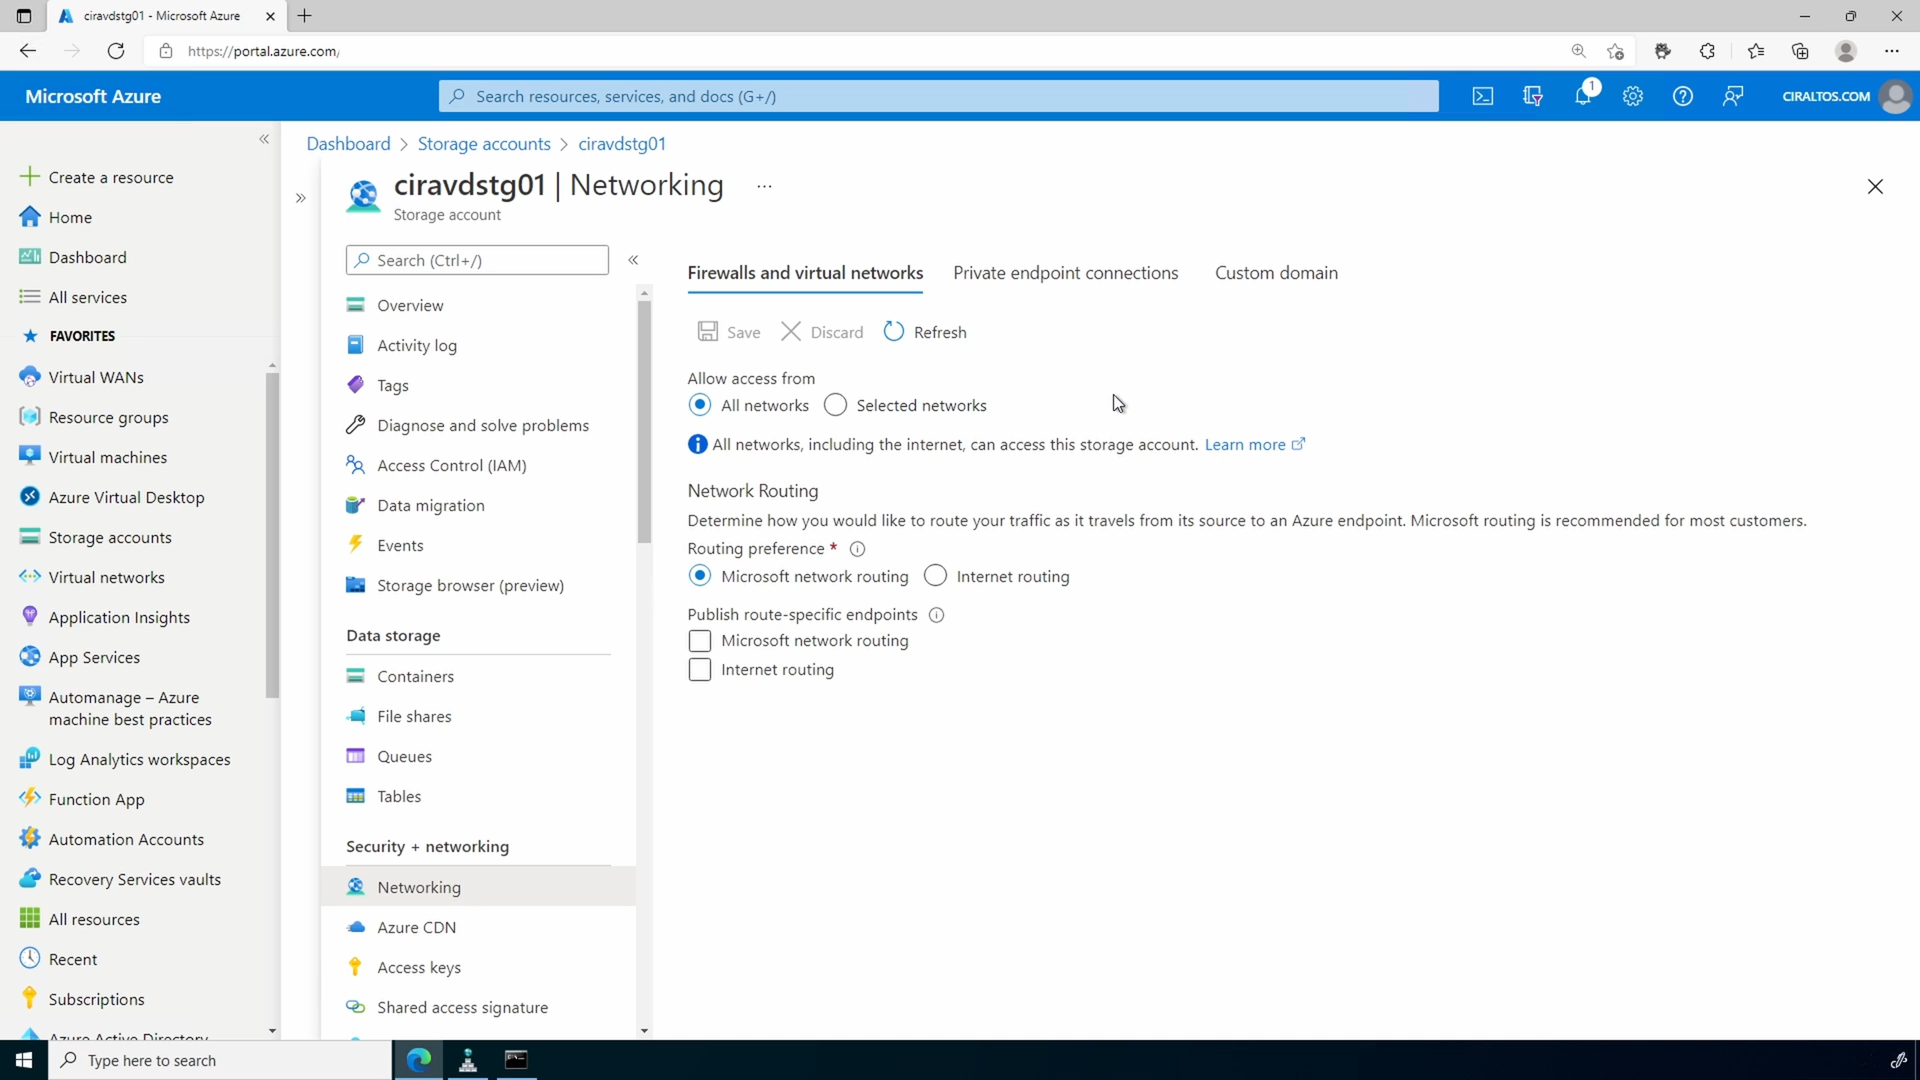 ciravdstg01 - Microsoft Azure
https://portal.azure.com/
Microsoft Azure
Search resources, services, and docs (G+/)
1
CIRALTOS.COM
Dashboard > Storage accounts > ciravdstg01
Create a resource
Home
Dashboard
All services
FAVORITES
Virtual WANs
Resource groups
Virtual machines
Azure Virtual Desktop
Storage accounts
Virtual networks
Application Insights
App Services
Automanage – Azure
machine best practices
Log Analytics workspaces
Function App
Automation Accounts
Recovery Services vaults
All resources
Recent
Subscriptions
Azure Active Directory
ciravdstg01 | Networking ...
Storage account
Search (Ctrl+/)
Overview
Activity log
Tags
Diagnose and solve problems
Access Control (IAM)
Data migration
Events
Storage browser (preview)
Data storage
Containers
File shares
Queues
Tables
Security + networking
Networking
Azure CDN
Access keys
Shared access signature
Firewalls and virtual networks Private endpoint connections Custom domain
Save Discard Refresh
Allow access from
All networks Selected networks
All networks, including the internet, can access this storage account. Learn more
Network Routing
Determine how you would like to route your traffic as it travels from its source to an Azure endpoint. Microsoft routing is recommended for most customers.
Routing preference *
Microsoft network routing Internet routing
Publish route-specific endpoints
Microsoft network routing
Internet routing
Type here to search